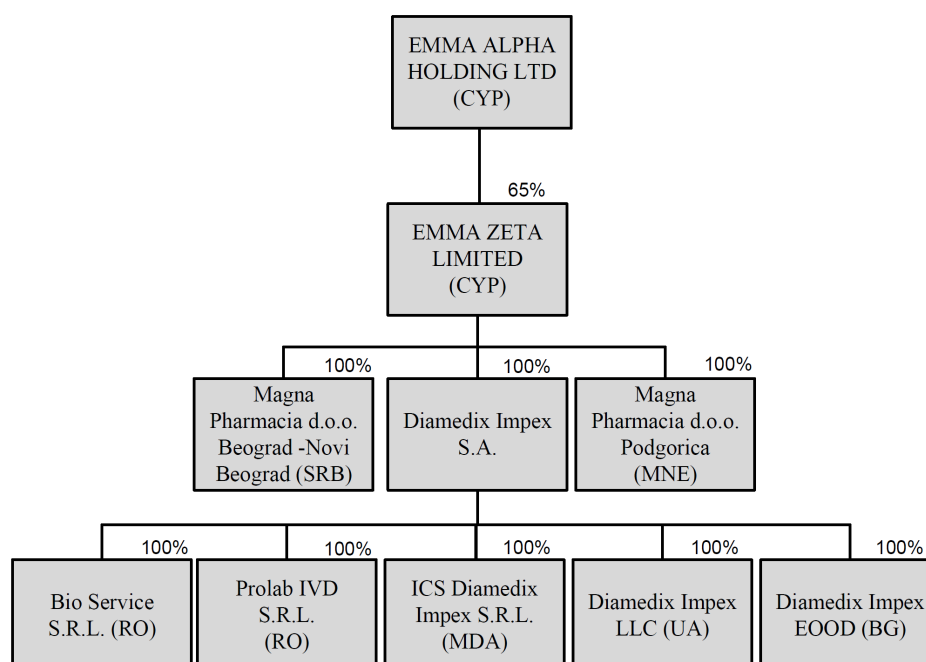 EMMA ALPHA
HOLDING LTD
(CYP)
65%
EMMA ZETA
LIMITED
(CYP)
100%
100%
100%
Magna
Pharmacia d.o.o.
Beograd -Novi
Beograd (SRB)
Diamedix Impex
S.A.
Magna
Pharmacia d.o.o.
Podgorica
(MNE)
100%
100%
100%
100%
100%
Bio Service
S.R.L. (RO)
Prolab IVD
S.R.L.
(RO)
ICS Diamedix
Impex S.R.L.
(MDA)
Diamedix Impex
LLC (UA)
Diamedix Impex
EOOD (BG)